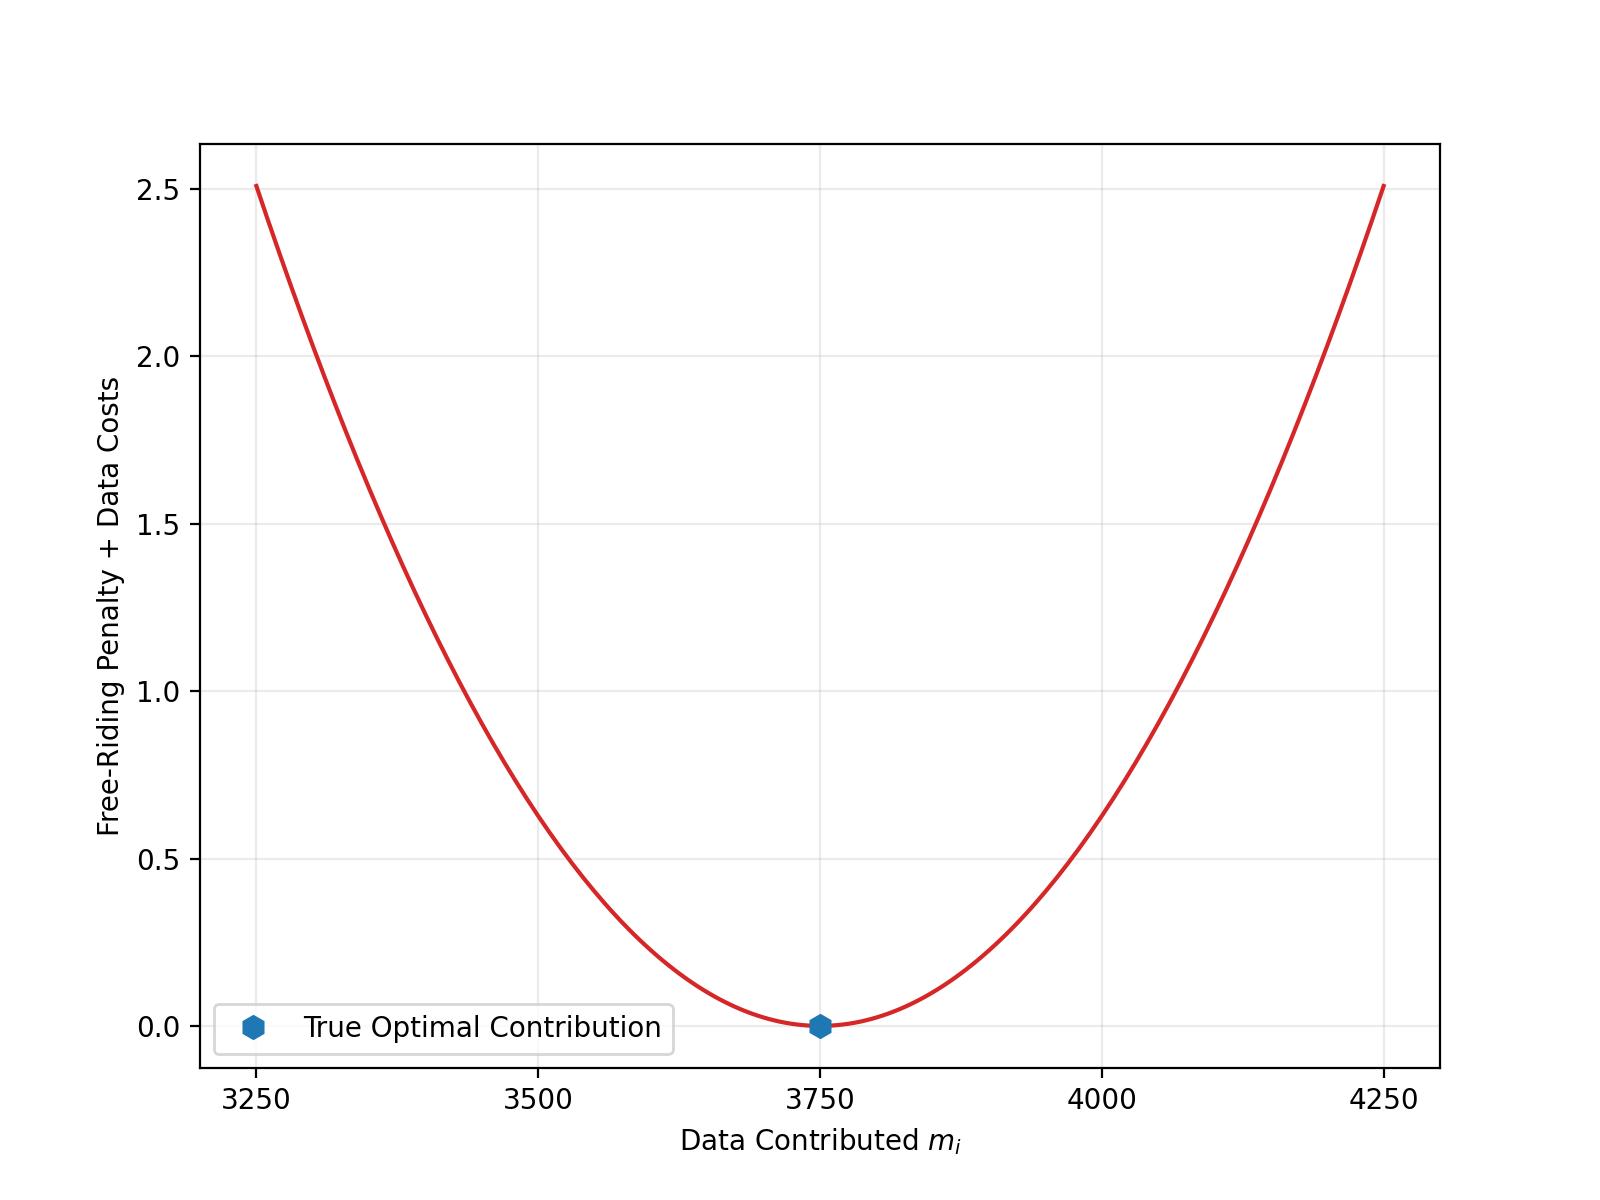 2.5
2.0
1.5
1.0
0.5
0.0
Free-Riding Penalty + Data Costs
True Optimal Contribution
3250 3500 3750 4000 4250
Data Contributed $m_i$